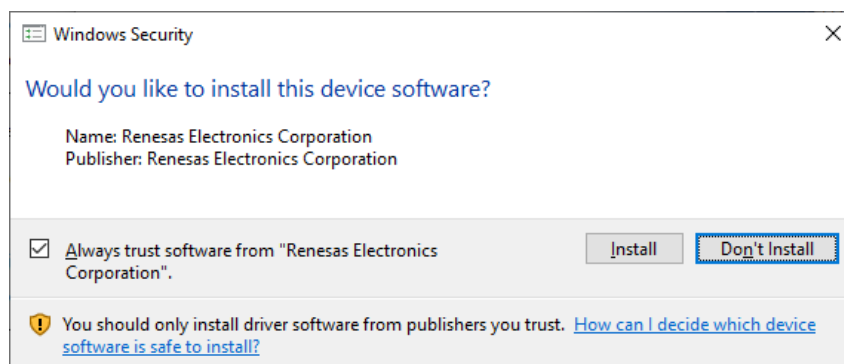 Windows Security
Would you like to install this device software?
Name: Renesas Electronics Corporation
Publisher: Renesas Electronics Corporation
Always trust software from "Renesas Electronics
Corporation".
Install
Don't Install
You should only install driver software from publishers you trust. How can I decide which device
software is safe to install?